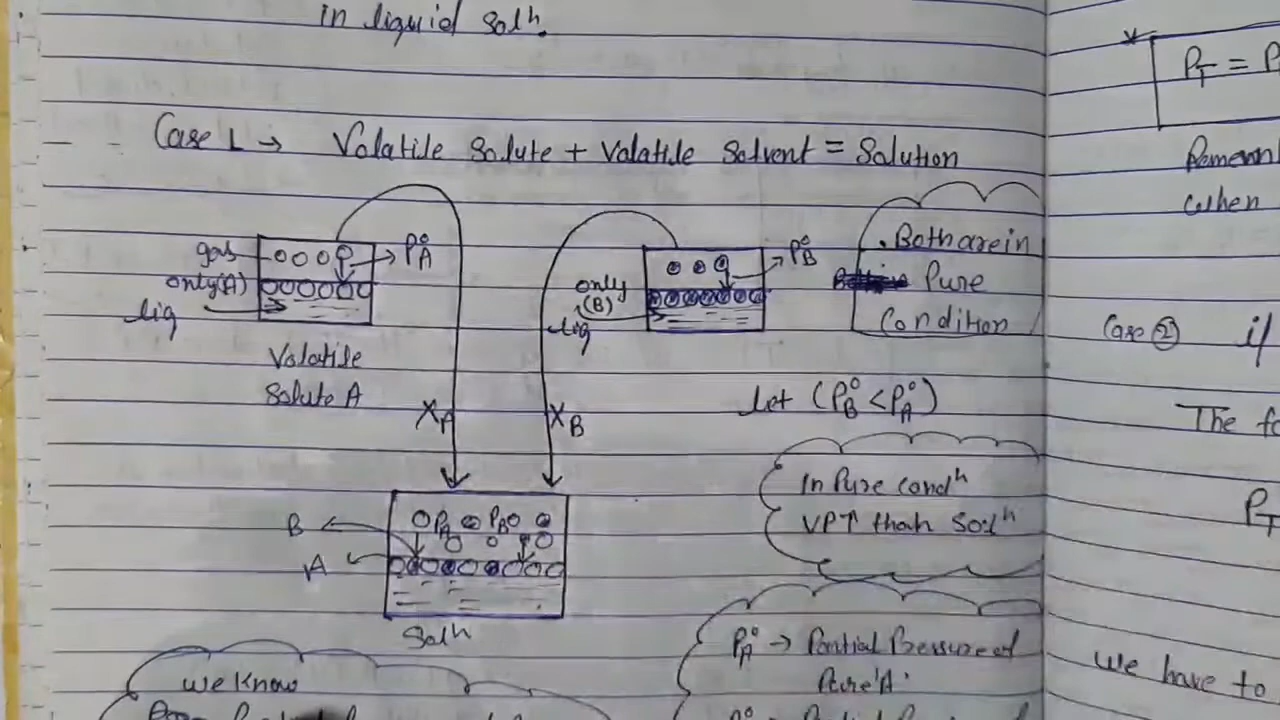 in liquid Solⁿ.
Case 1 → Volatile Solute + Volatile Solvent = Solution
gas
P°A
only(A)
liq
Volatile
Solute A
only
(B)
liq
P°B
. Both are in
Pure
Condition
XA
XB
Let (P°B < P°A)
In Pure condⁿ
VP↑ than Solⁿ
B
A
PA
PB
Solⁿ
We Know
P°A → Partial Pressure of
Pure 'A'
*
PT = P
when
Case ②
if
The fo
PT
We have to